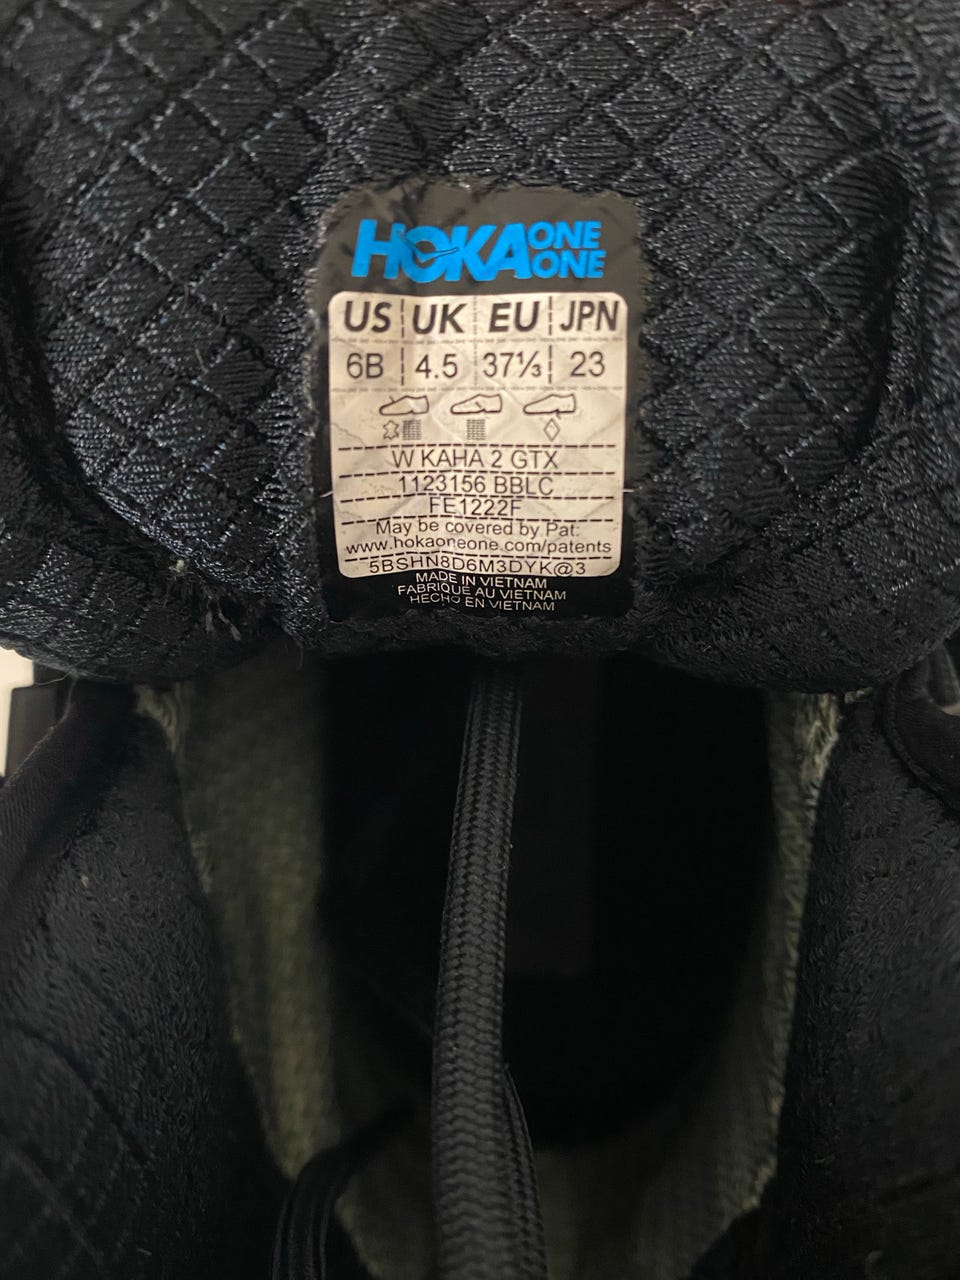 HOKA ONE ONE
US UK EU JPN
6B 4.5 37⅓ 23
W KAHA 2 GTX
1123156 BBLC
FE1222F
May be covered by Pat:
www.hokaoneone.com/patents
5BSHN8D6M3DYK@3
MADE IN VIETNAM
FABRIQUÉ AU VIETNAM
HECHO EN VIETNAM